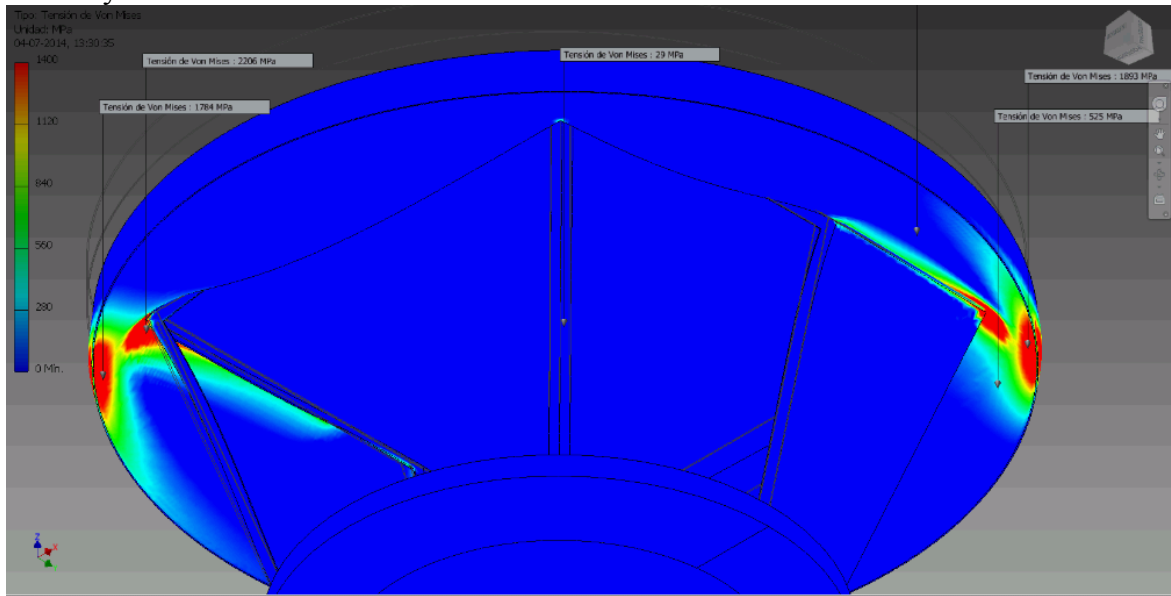 Tipo: Tensión de Von Mises
Unidad: MPa
04-07-2014, 13:30:35
1400
1120
840
560
280
0 Mín.
Tensión de Von Mises : 2206 MPa
Tensión de Von Mises : 1784 MPa
Tensión de Von Mises : 29 MPa
Tensión de Von Mises : 1893 MPa
Tensión de Von Mises : 525 MPa
Z
X